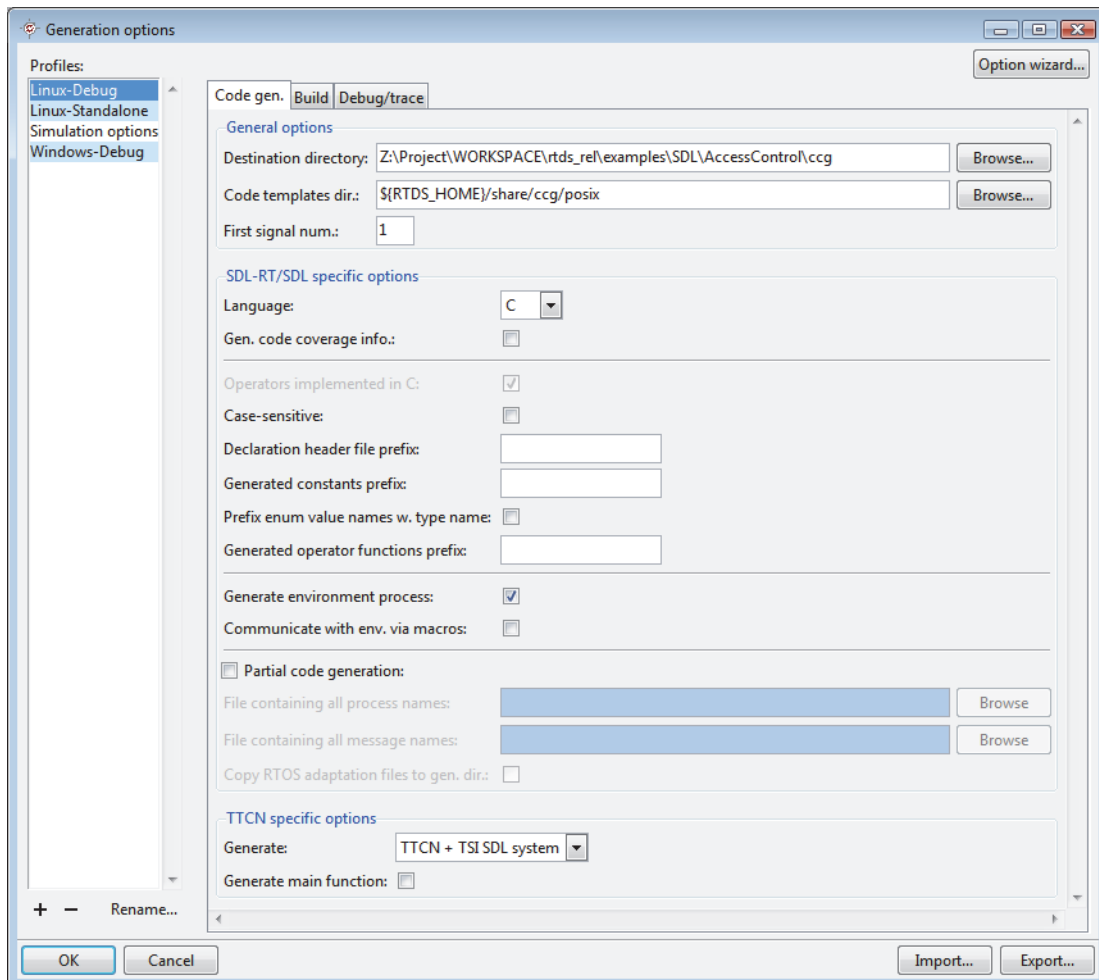 Generation options
Profiles:
Option wizard...
Linux-Debug
Linux-Standalone
Simulation options
Windows-Debug
Code gen. Build Debug/trace
General options
Destination directory: Z:\Project\WORKSPACE\rtds_rel\examples\SDL\AccessControl\ccg Browse...
Code templates dir.: ${RTDS_HOME}/share/ccg/posix Browse...
First signal num.: 1
SDL-RT/SDL specific options
Language: C
Gen. code coverage info.:
Operators implemented in C:
Case-sensitive:
Declaration header file prefix:
Generated constants prefix:
Prefix enum value names w. type name:
Generated operator functions prefix:
Generate environment process:
Communicate with env. via macros:
Partial code generation:
File containing all process names: Browse
File containing all message names: Browse
Copy RTOS adaptation files to gen. dir.:
TTCN specific options
Generate: TTCN + TSI SDL system
Generate main function:
+ − Rename...
OK Cancel Import... Export...